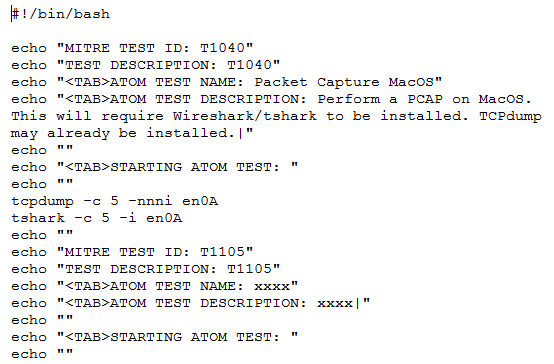 #!/bin/bash

echo "MITRE TEST ID: T1040"
echo "TEST DESCRIPTION: T1040"
echo "<TAB>ATOM TEST NAME: Packet Capture MacOS"
echo "<TAB>ATOM TEST DESCRIPTION: Perform a PCAP on MacOS.
This will require Wireshark/tshark to be installed. TCPdump
may already be installed.|"
echo ""
echo "<TAB>STARTING ATOM TEST: "
echo ""
tcpdump -c 5 -nnni en0A
tshark -c 5 -i en0A
echo ""
echo "MITRE TEST ID: T1105"
echo "TEST DESCRIPTION: T1105"
echo "<TAB>ATOM TEST NAME: xxxx"
echo "<TAB>ATOM TEST DESCRIPTION: xxxx|"
echo ""
echo "<TAB>STARTING ATOM TEST: "
echo ""